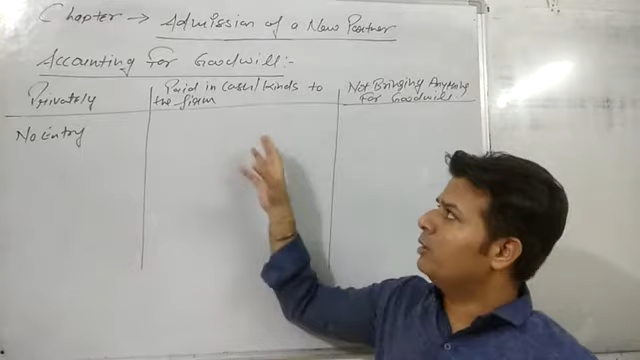 Chapter → Admission of a New Partner
Accounting For Goodwill:-
Privately
Paid in Cash/Kinds to
the firm
Not Bringing Anything
For Goodwill
No Entry